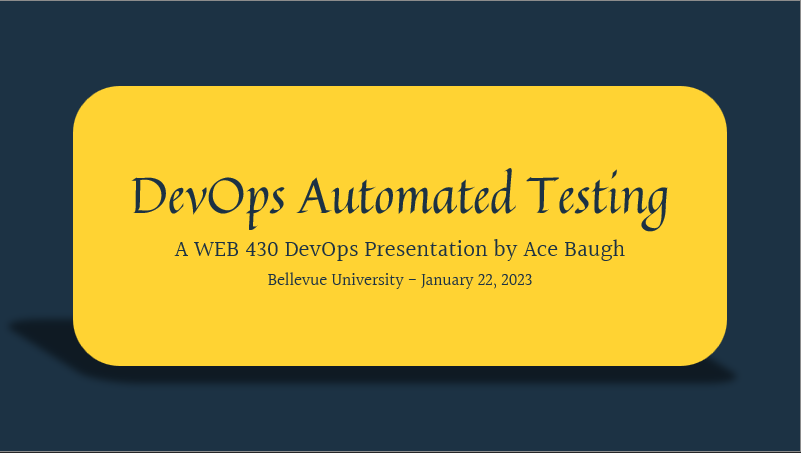 DevOps Automated Testing
A WEB 430 DevOps Presentation by Ace Baugh
Bellevue University – January 22, 2023